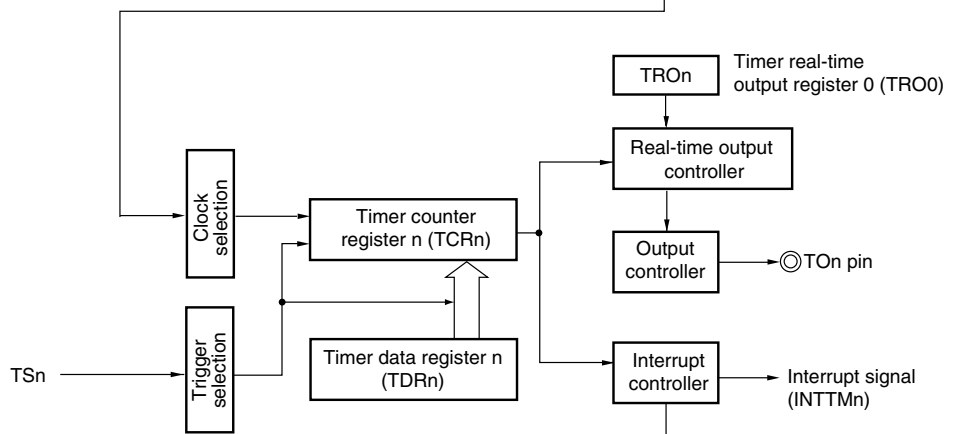 TROn
Timer real-time
output register 0 (TRO0)
Real-time output
controller
Clock
selection
Timer counter
register n (TCRn)
Output
controller
TOn pin
TSn
Trigger
selection
Timer data register n
(TDRn)
Interrupt
controller
Interrupt signal
(INTTMn)